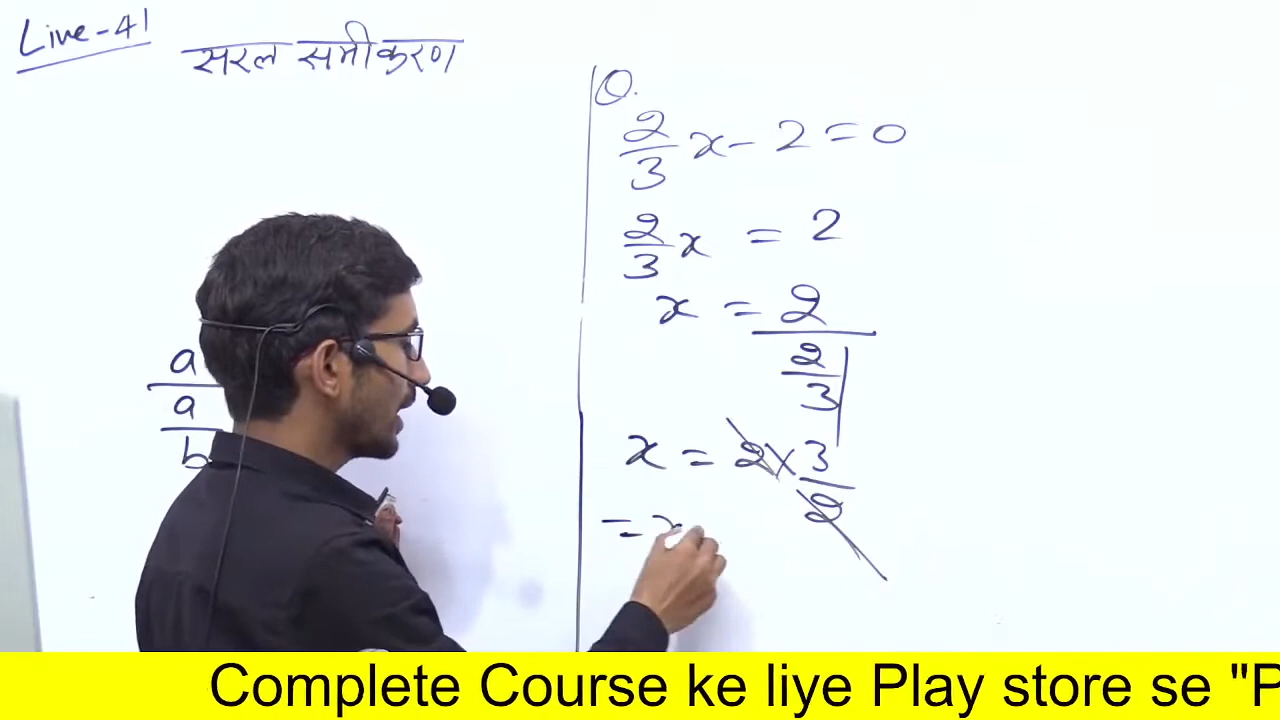 Live-41
सरल समीकरण
Q.
2/3 x - 2 = 0
2/3 x = 2
x = 2 / 2/3
a / a/b
x = 2 × 3/2
= x
Complete Course ke liye Play store se "P